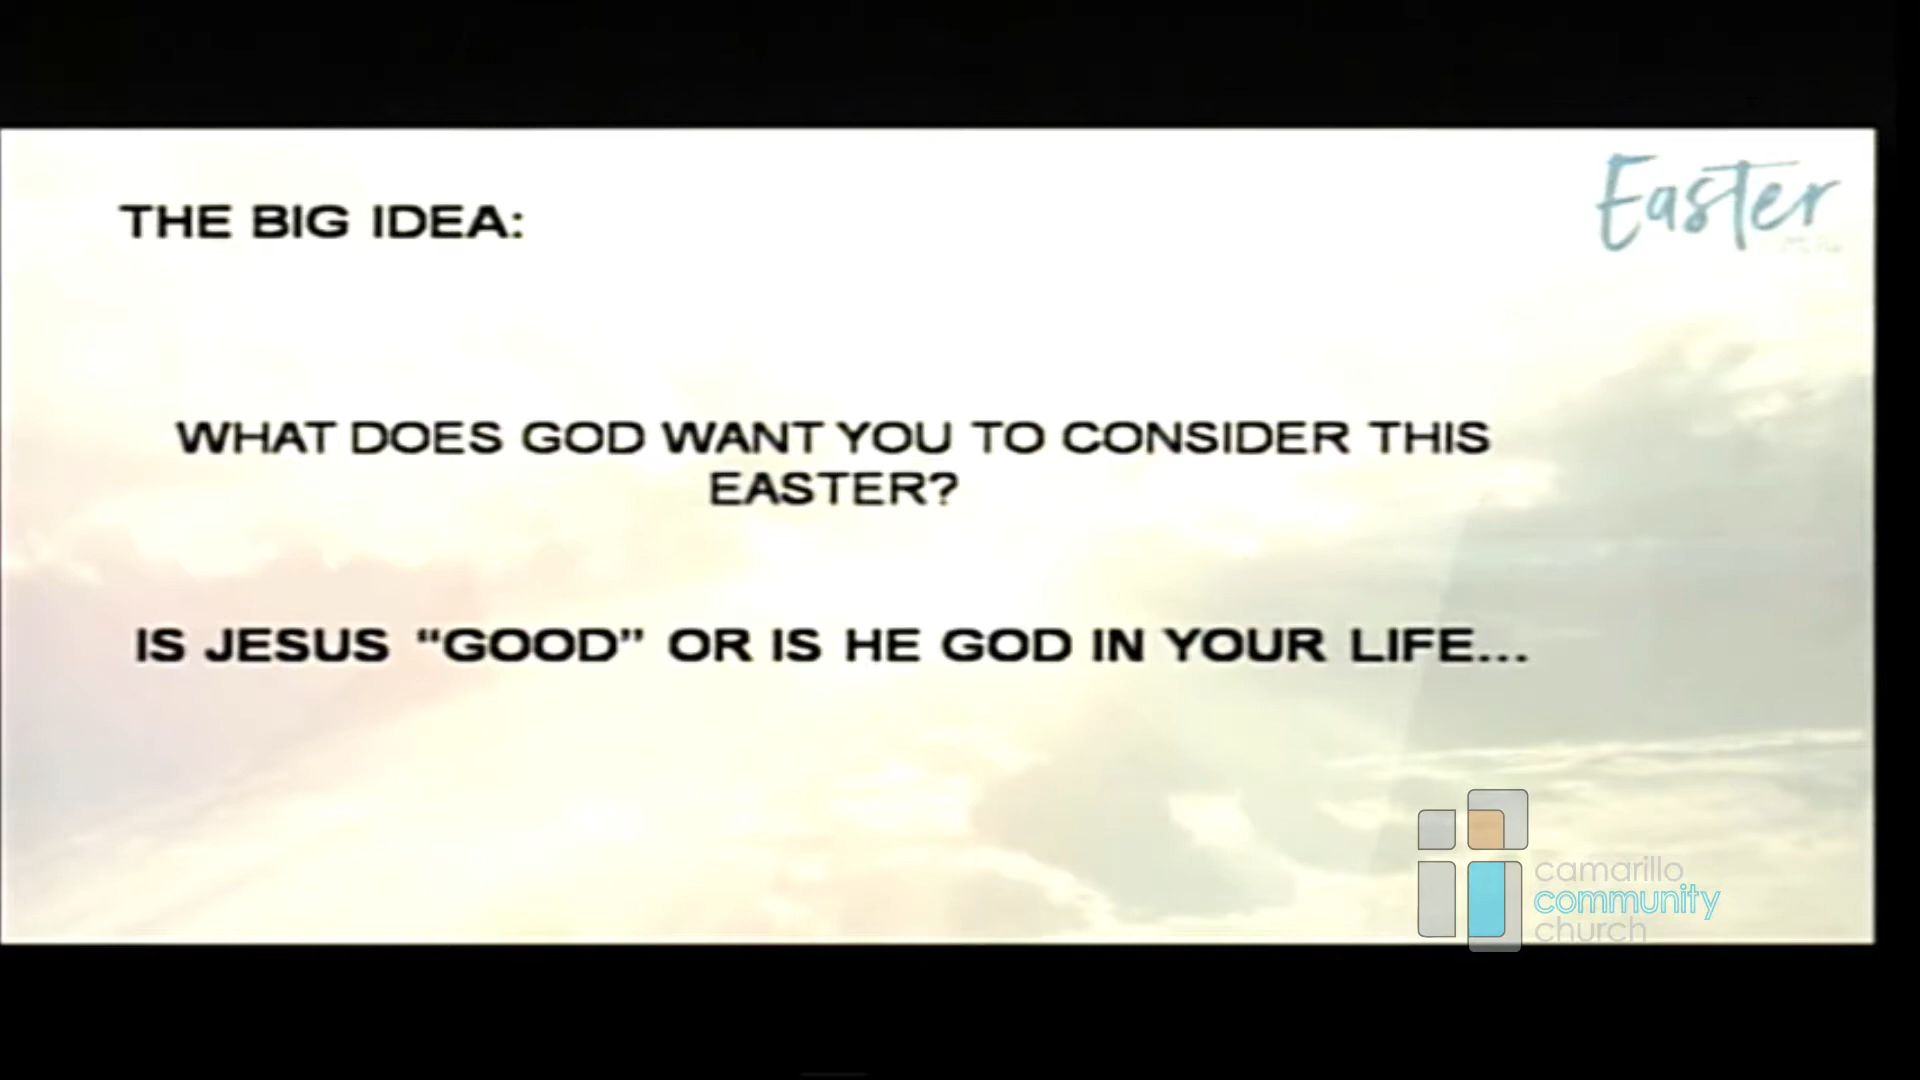 THE BIG IDEA:
Easter
WHAT DOES GOD WANT YOU TO CONSIDER THIS
EASTER?
IS JESUS “GOOD” OR IS HE GOD IN YOUR LIFE...
camarillo
community
church